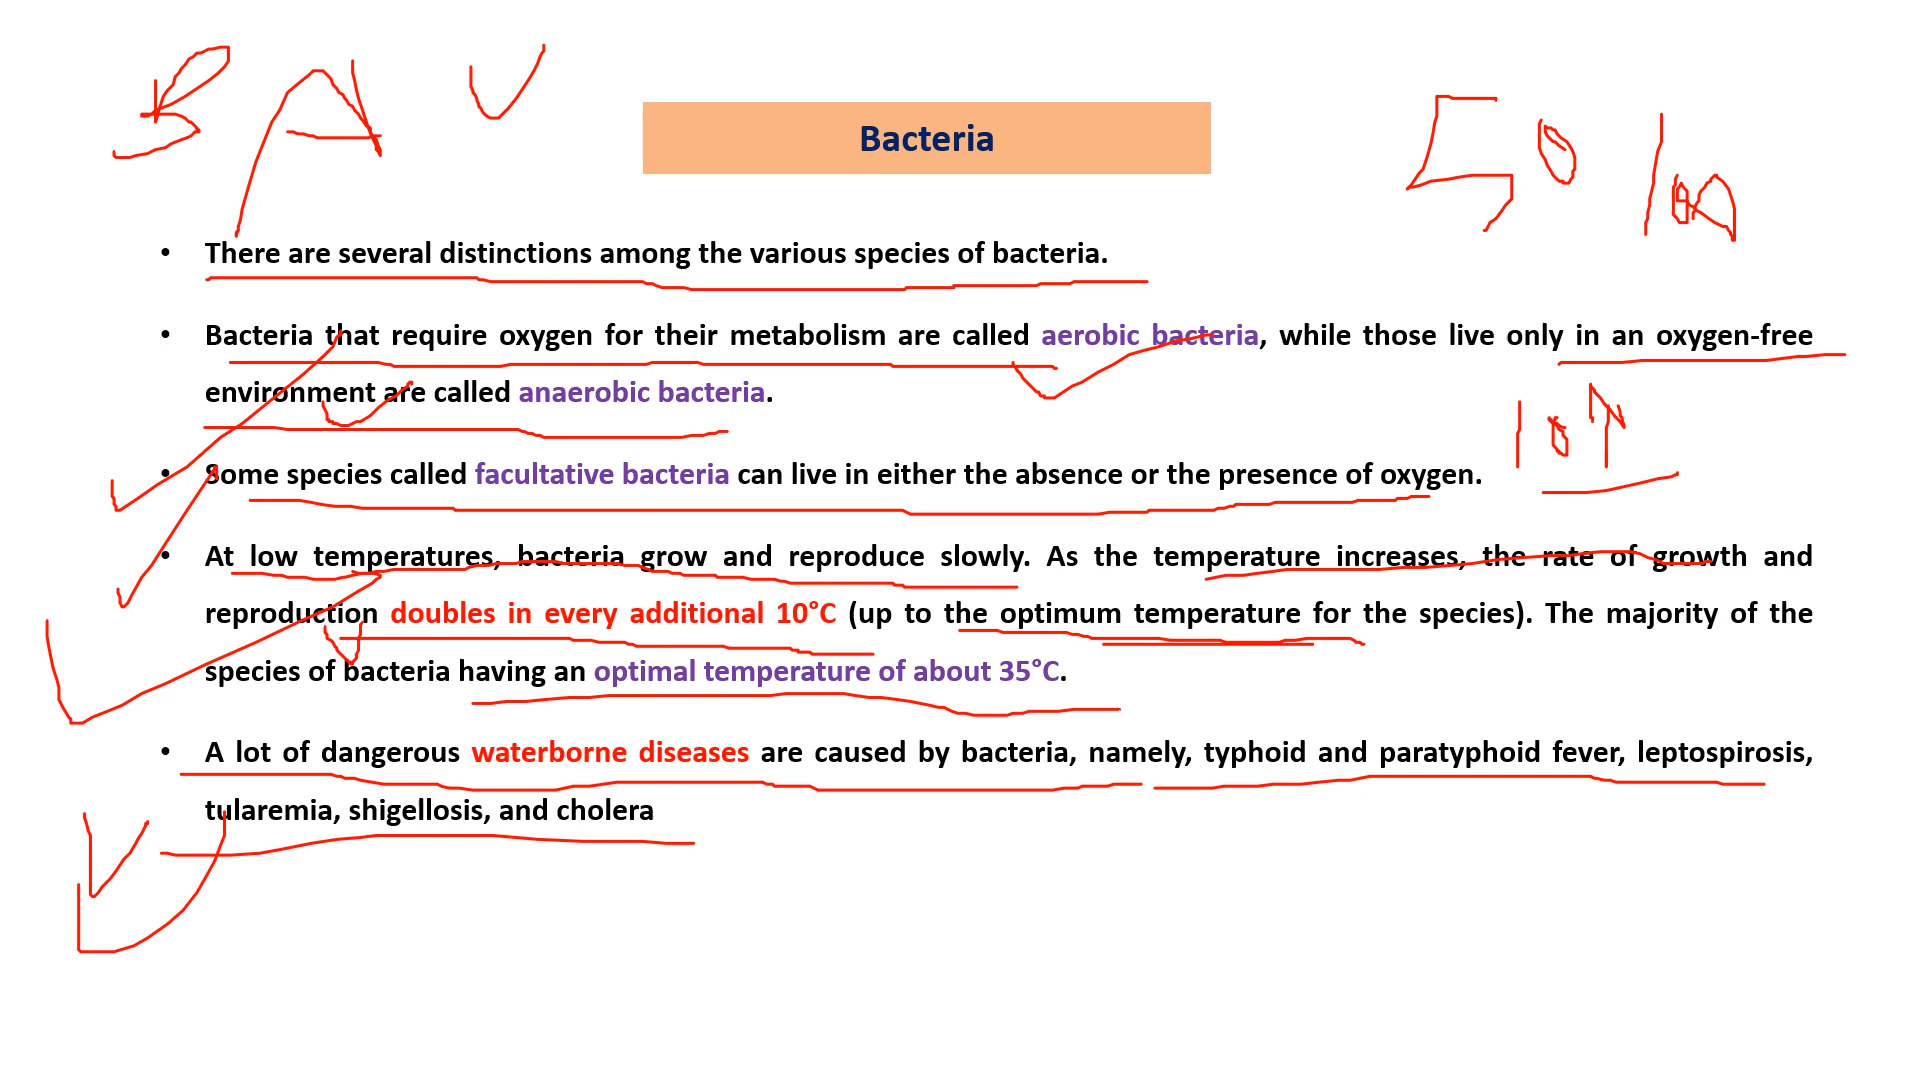 B A
Bacteria
50 100
• There are several distinctions among the various species of bacteria.
• Bacteria that require oxygen for their metabolism are called aerobic bacteria, while those live only in an oxygen-free
environment are called anaerobic bacteria.
10↑
• Some species called facultative bacteria can live in either the absence or the presence of oxygen.
• At low temperatures, bacteria grow and reproduce slowly. As the temperature increases, the rate of growth and
reproduction doubles in every additional 10°C (up to the optimum temperature for the species). The majority of the
species of bacteria having an optimal temperature of about 35°C.
• A lot of dangerous waterborne diseases are caused by bacteria, namely, typhoid and paratyphoid fever, leptospirosis,
tularemia, shigellosis, and cholera